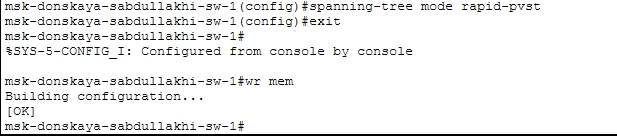 msk-donskaya-sabdullakhi-sw-1(config)#spanning-tree mode rapid-pvst
msk-donskaya-sabdullakhi-sw-1(config)#exit
msk-donskaya-sabdullakhi-sw-1#
%SYS-5-CONFIG_I: Configured from console by console

msk-donskaya-sabdullakhi-sw-1#wr mem
Building configuration...
[OK]
msk-donskaya-sabdullakhi-sw-1#